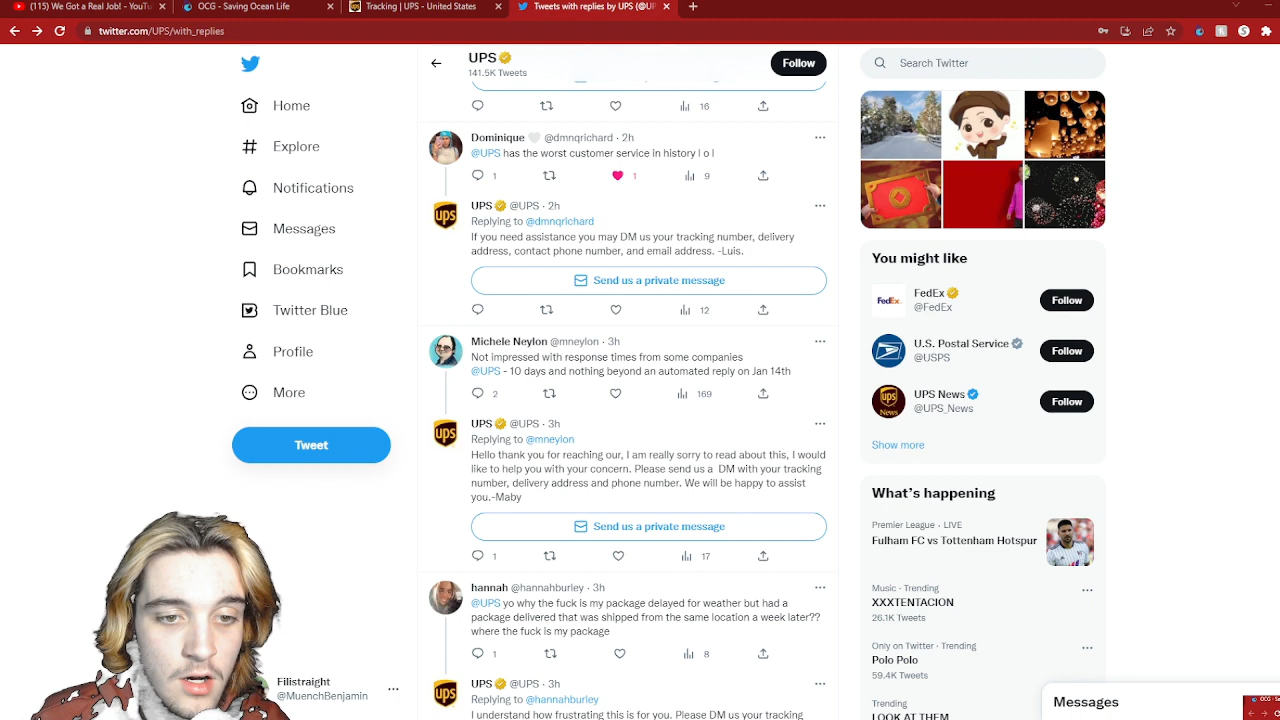 (115) We Got a Real Job! - YouTu
OCG - Saving Ocean Life
Tracking | UPS - United States
Tweets with replies by UPS (@UP
twitter.com/UPS/with_replies
UPS
141.5K Tweets
Follow
Search Twitter
Home
Explore
Notifications
Messages
Bookmarks
Twitter Blue
Profile
More
Tweet
Filistraight
@MuenchBenjamin
16
Dominique @dmnqrichard · 2h
@UPS has the worst customer service in history l o l
1
1
9
ups
UPS @UPS · 2h
Replying to @dmnqrichard
If you need assistance you may DM us your tracking number, delivery
address, contact phone number, and email address. -Luis.
Send us a private message
12
Michele Neylon @mneylon · 3h
Not impressed with response times from some companies
@UPS - 10 days and nothing beyond an automated reply on Jan 14th
2
169
ups
UPS @UPS · 3h
Replying to @mneylon
Hello thank you for reaching our, I am really sorry to read about this, I would
like to help you with your concern. Please send us a  DM with your tracking
number, delivery address and phone number. We will be happy to assist
you.-Maby
Send us a private message
1
17
hannah @hannahburley · 3h
@UPS yo why the fuck is my package delayed for weather but had a
package delivered that was shipped from the same location a week later??
where the fuck is my package
1
8
ups
UPS @UPS · 3h
Replying to @hannahburley
I understand how frustrating this is for you. Please DM us your tracking
You might like
FedEx
FedEx
@FedEx
Follow
U.S. Postal Service
@USPS
Follow
ups
News
UPS News
@UPS_News
Follow
Show more
What's happening
Premier League · LIVE
Fulham FC vs Tottenham Hotspur
Music · Trending
XXXTENTACION
26.1K Tweets
Only on Twitter · Trending
Polo Polo
59.4K Tweets
Trending
LOOK AT THEM
Messages